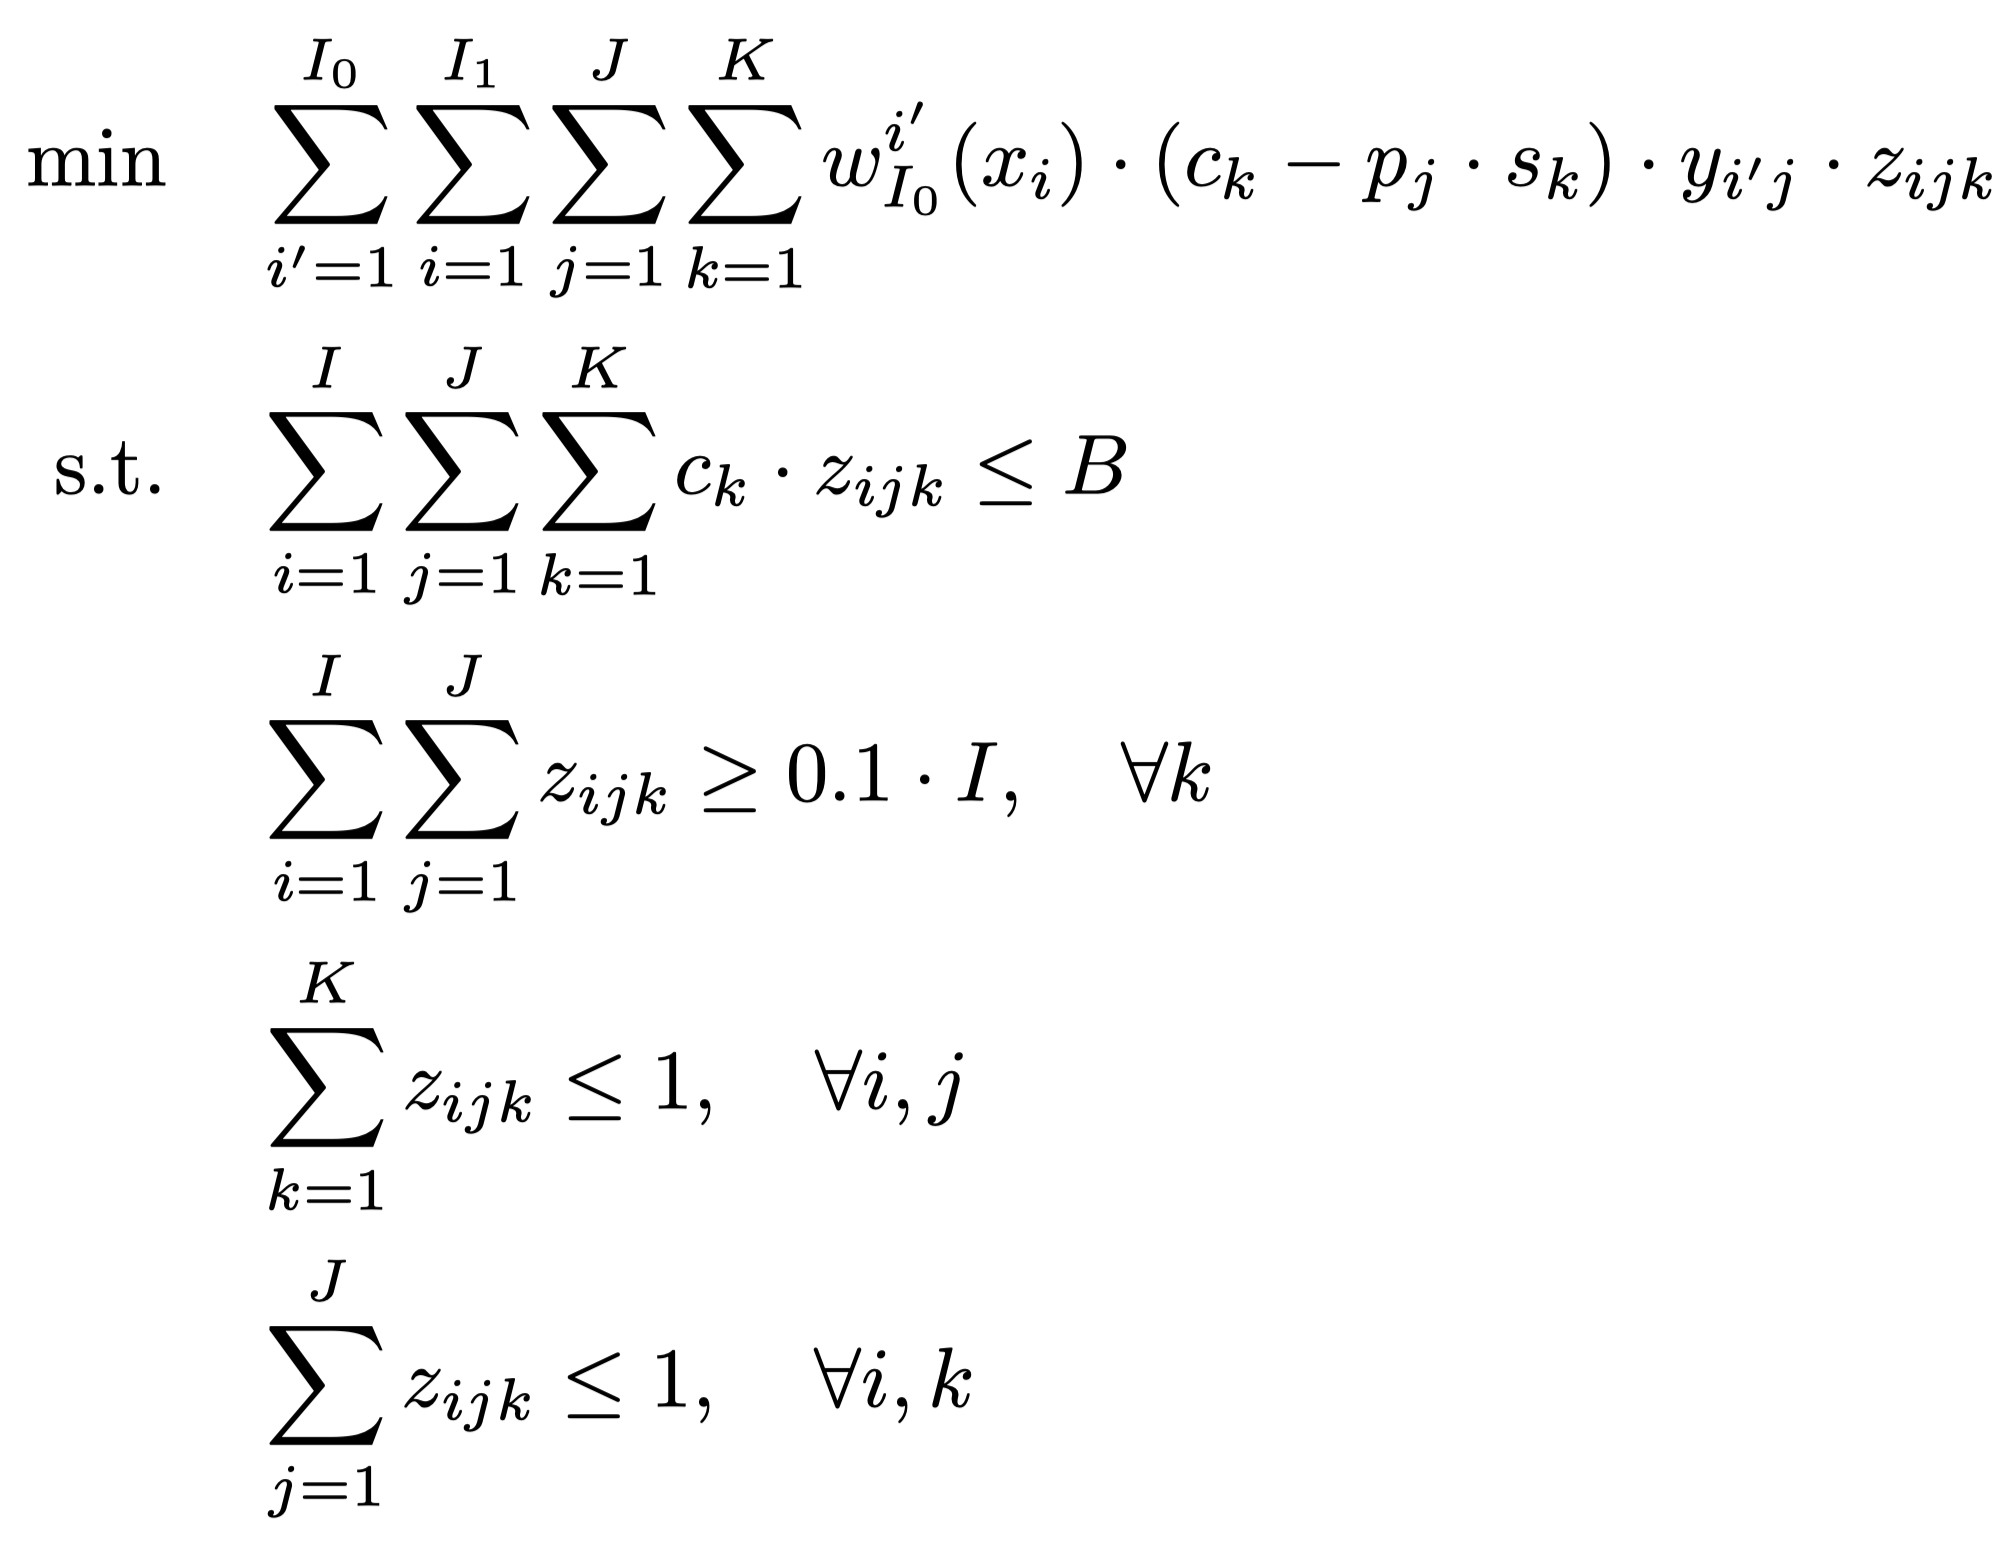 min $\sum_{i'=1}^{I_0} \sum_{i=1}^{I_1} \sum_{j=1}^{J} \sum_{k=1}^{K} w_{I_0}^{i'}(x_i) \cdot (c_k - p_j \cdot s_k) \cdot y_{i'j} \cdot z_{ijk}$
s.t. $\sum_{i=1}^{I} \sum_{j=1}^{J} \sum_{k=1}^{K} c_k \cdot z_{ijk} \leq B$
$\sum_{i=1}^{I} \sum_{j=1}^{J} z_{ijk} \geq 0.1 \cdot I, \quad \forall k$
$\sum_{k=1}^{K} z_{ijk} \leq 1, \quad \forall i, j$
$\sum_{j=1}^{J} z_{ijk} \leq 1, \quad \forall i, k$